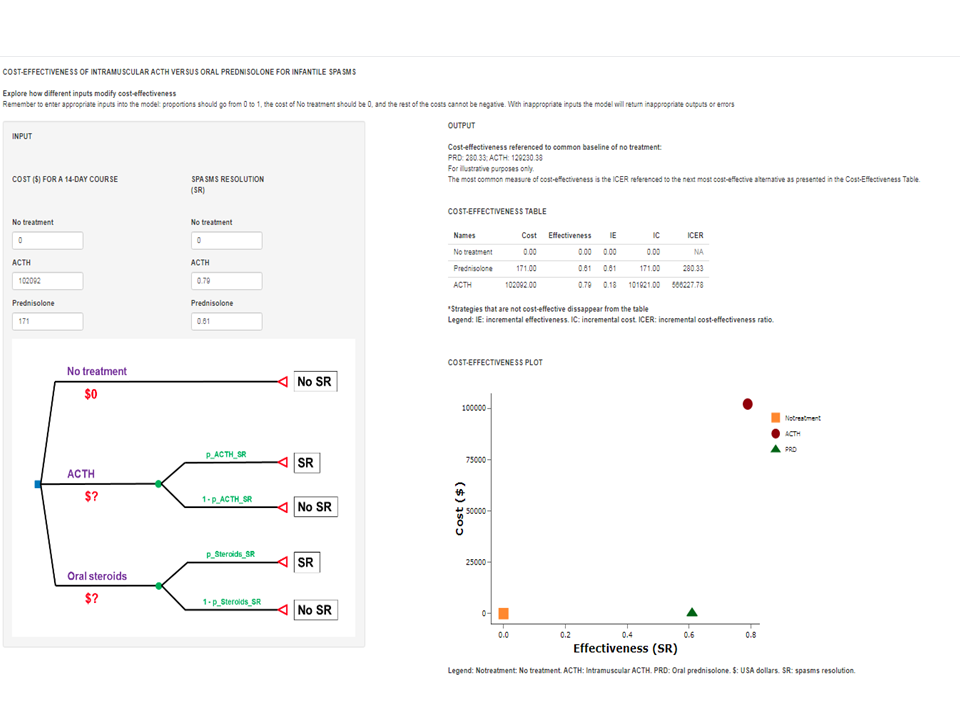 COST-EFFECTIVENESS OF INTRAMUSCULAR ACTH VERSUS ORAL PREDNISOLONE FOR INFANTILE SPASMS
Explore how different inputs modify cost-effectiveness
Remember to enter appropriate inputs into the model: proportions should go from 0 to 1, the cost of No treatment should be 0, and the rest of the costs cannot be negative. With inappropriate inputs the model will return inappropriate outputs or errors
INPUT
COST ($) FOR A 14-DAY COURSE
SPASMS RESOLUTION
(SR)
No treatment
No treatment
0
0
ACTH
ACTH
102092
0.79
Prednisolone
Prednisolone
171
0.61
No treatment
$0
No SR
p_ACTH_SR
SR
ACTH
$?
1 - p_ACTH_SR
No SR
p_Steroids_SR
SR
Oral steroids
$?
1 - p_Steroids_SR
No SR
OUTPUT
Cost-effectiveness referenced to common baseline of no treatment:
PRD: 280.33; ACTH: 129230.38
For illustrative purposes only.
The most common measure of cost-effectiveness is the ICER referenced to the next most cost-effective alternative as presented in the Cost-Effectiveness Table.
COST-EFFECTIVENESS TABLE
Names Cost Effectiveness IE IC ICER
No treatment 0.00 0.00 0.00 0.00 NA
Prednisolone 171.00 0.61 0.61 171.00 280.33
ACTH 102092.00 0.79 0.18 101921.00 566227.78
*Strategies that are not cost-effective dissappear from the table
Legend: IE: incremental effectiveness. IC: incremental cost. ICER: incremental cost-effectiveness ratio.
COST-EFFECTIVENESS PLOT
100000
75000
50000
25000
0
Cost ($)
0.0 0.2 0.4 0.6 0.8
Effectiveness (SR)
Notreatment
ACTH
PRD
Legend: Notreatment: No treatment. ACTH: Intramuscular ACTH. PRD: Oral prednisolone. $: USA dollars. SR: spasms resolution.